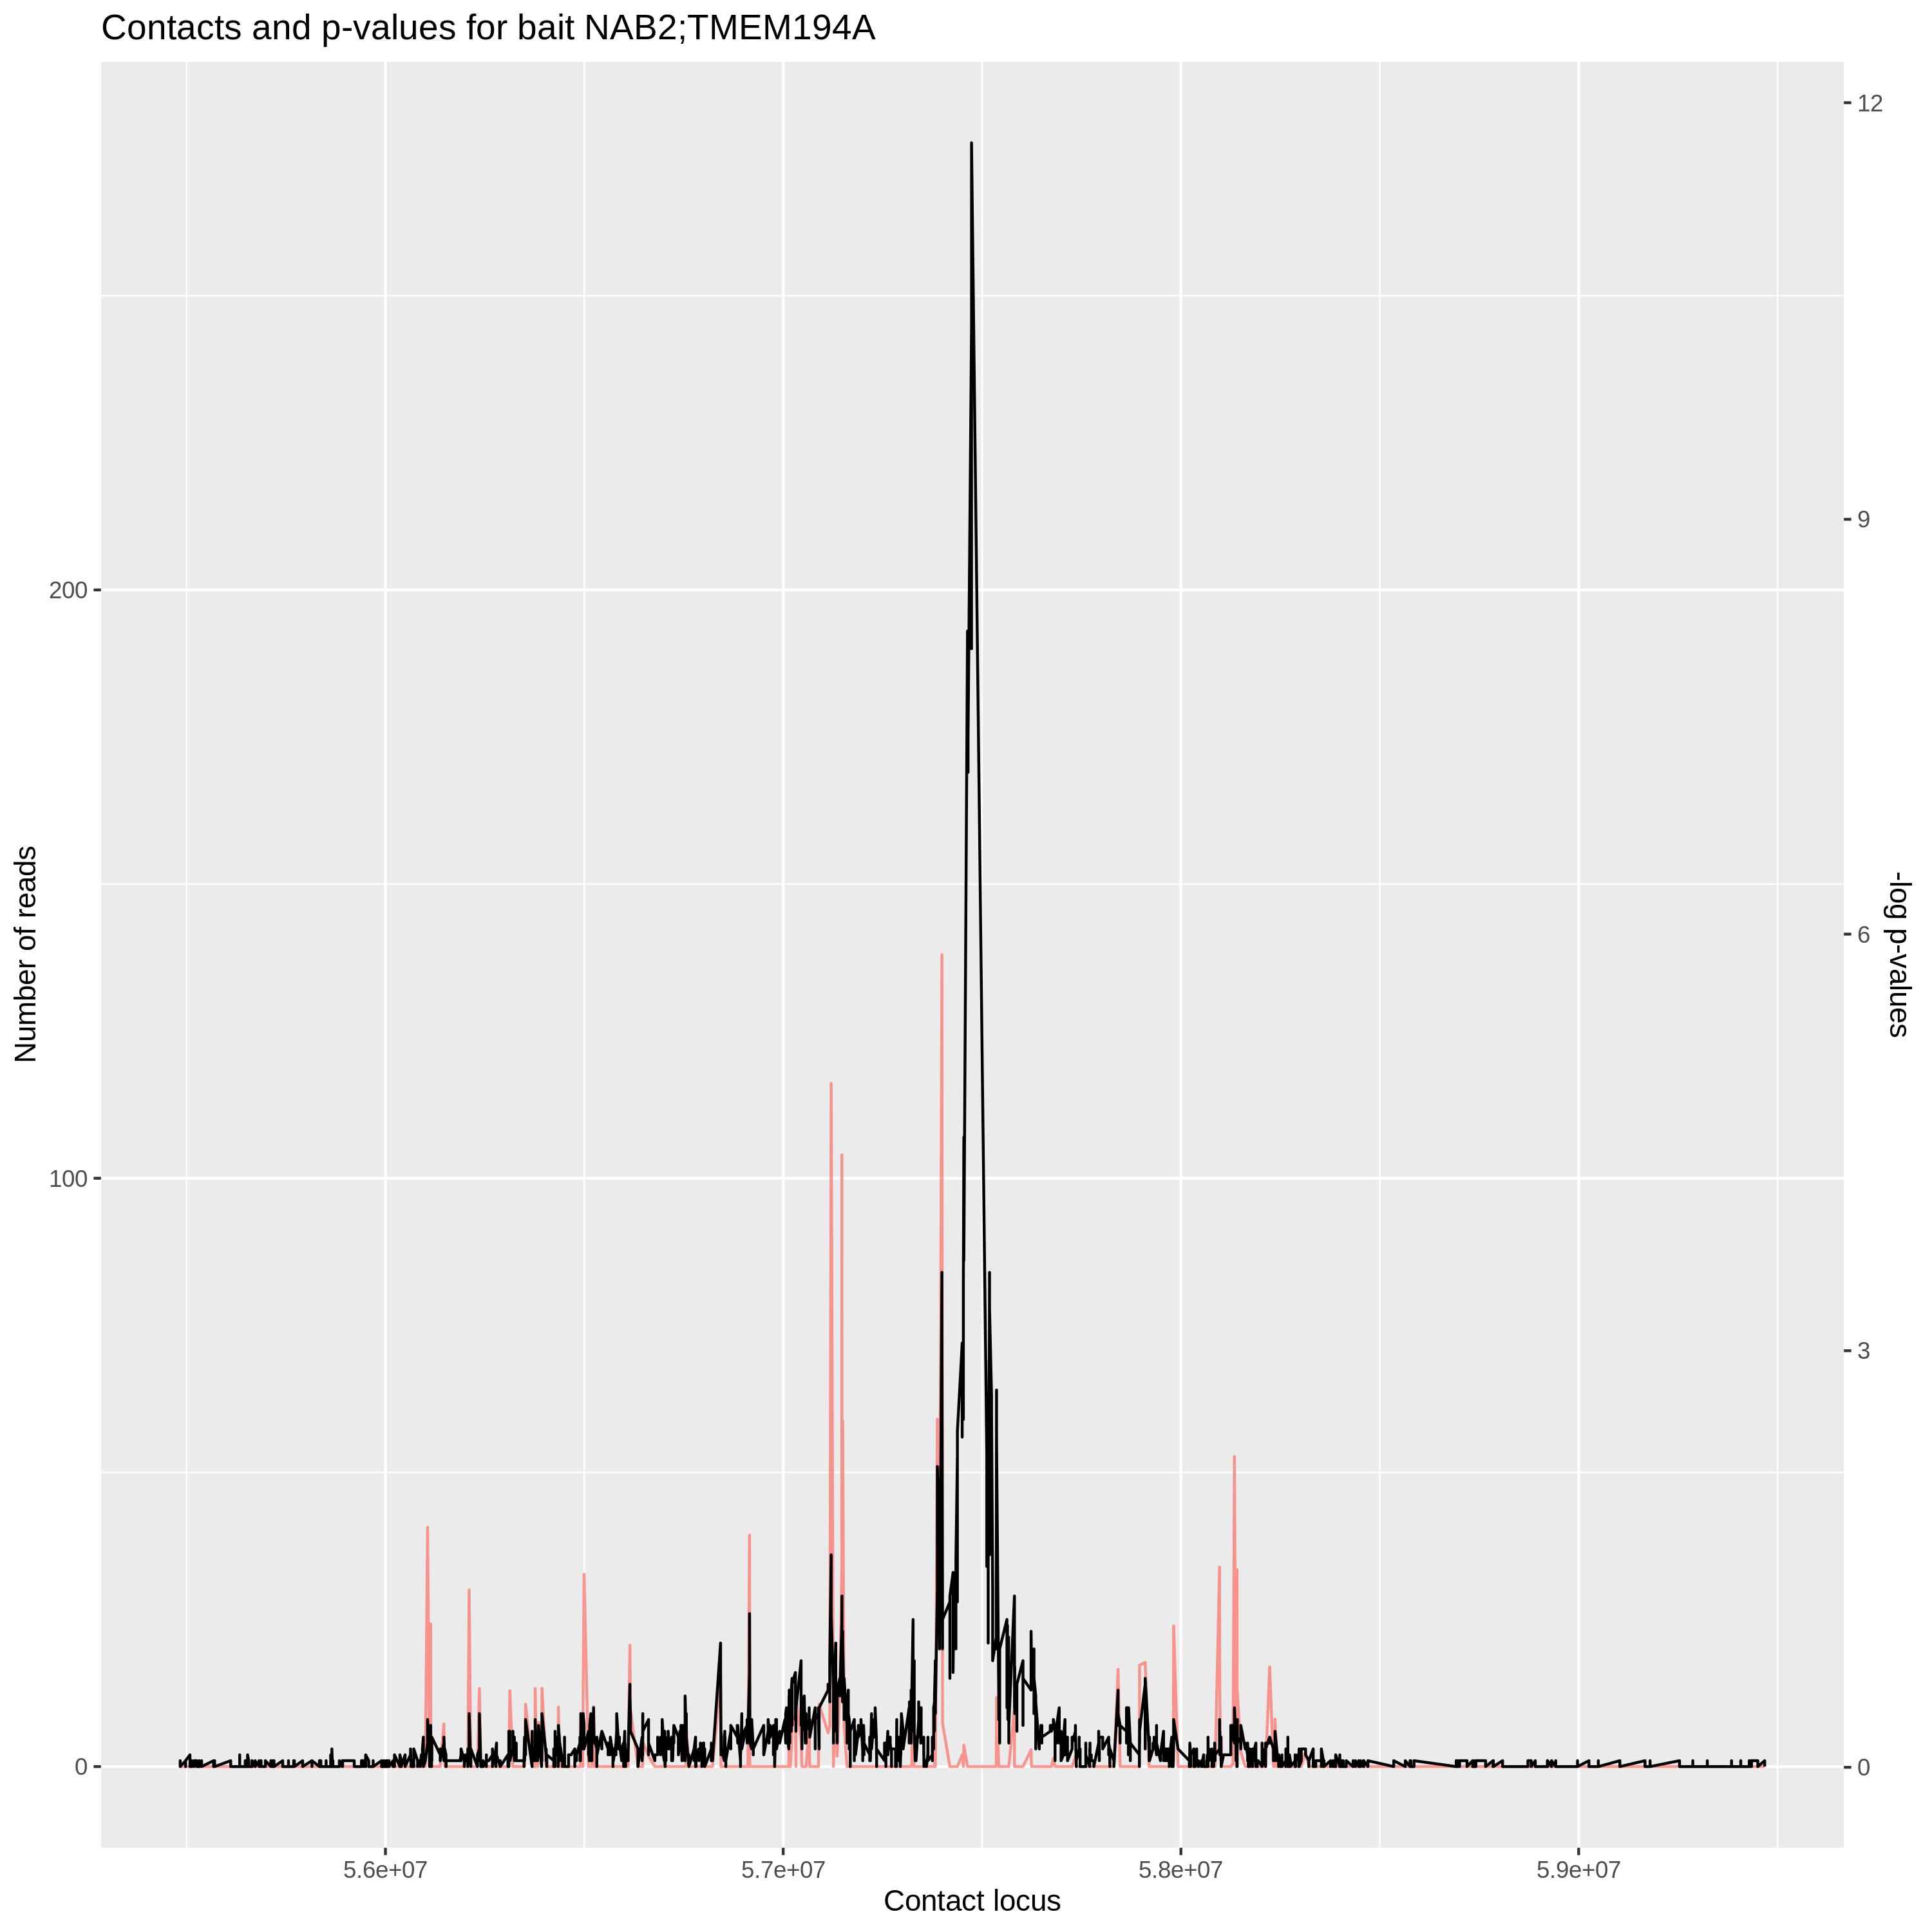 Contacts and p-values for bait NAB2;TMEM194A
12
9
200
Number of reads
-log p-values
6
100
3
0
0
5.6e+07
5.7e+07
5.8e+07
5.9e+07
Contact locus